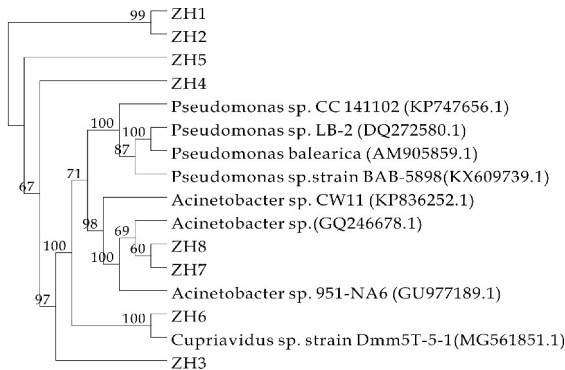 99 ZH1
ZH2
ZH5
ZH4
Pseudomonas sp. CC 141102 (KP747656.1)
100
100 Pseudomonas sp. LB-2 (DQ272580.1)
87 Pseudomonas balearica (AM905859.1)
Pseudomonas sp.strain BAB-5898(KX609739.1)
71
67
Acinetobacter sp. CW11 (KP836252.1)
98 Acinetobacter sp.(GQ246678.1)
69
100 60 ZH8
100 ZH7
Acinetobacter sp. 951-NA6 (GU977189.1)
97
100 ZH6
Cupriavidus sp. strain Dmm5T-5-1(MG561851.1)
ZH3